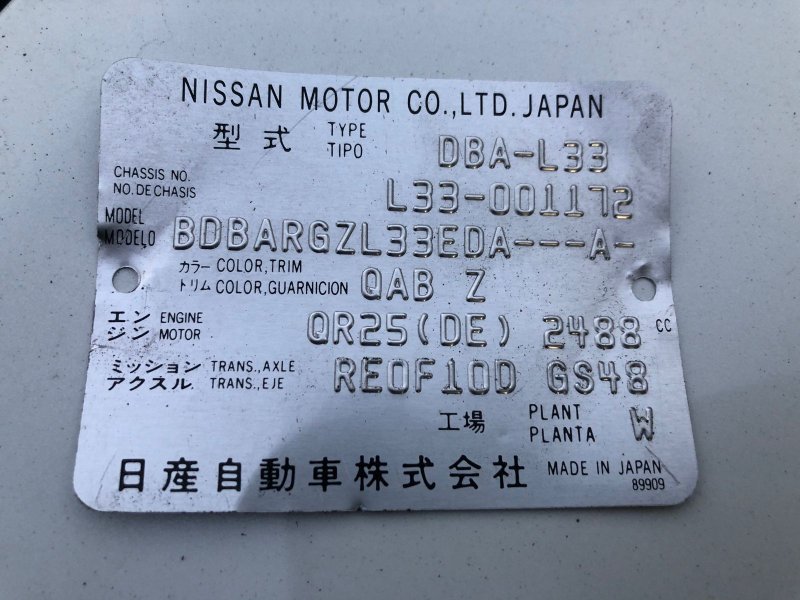 NISSAN MOTOR CO.,LTD. JAPAN
型式 TYPE TIPO DBA-L33
CHASSIS NO.
NO. DE CHASIS L33-001172
MODEL
MODELO BDBARGZL33EDA---A-
カラー COLOR,TRIM
トリム COLOR,GUARNICION QAB Z
エン ENGINE
ジン MOTOR QR25(DE) 2488 CC
ミッション TRANS.,AXLE
アクスル TRANS.,EJE RE0F10D GS48
工場 PLANT
PLANTA W
日産自動車株式会社 MADE IN JAPAN
89909